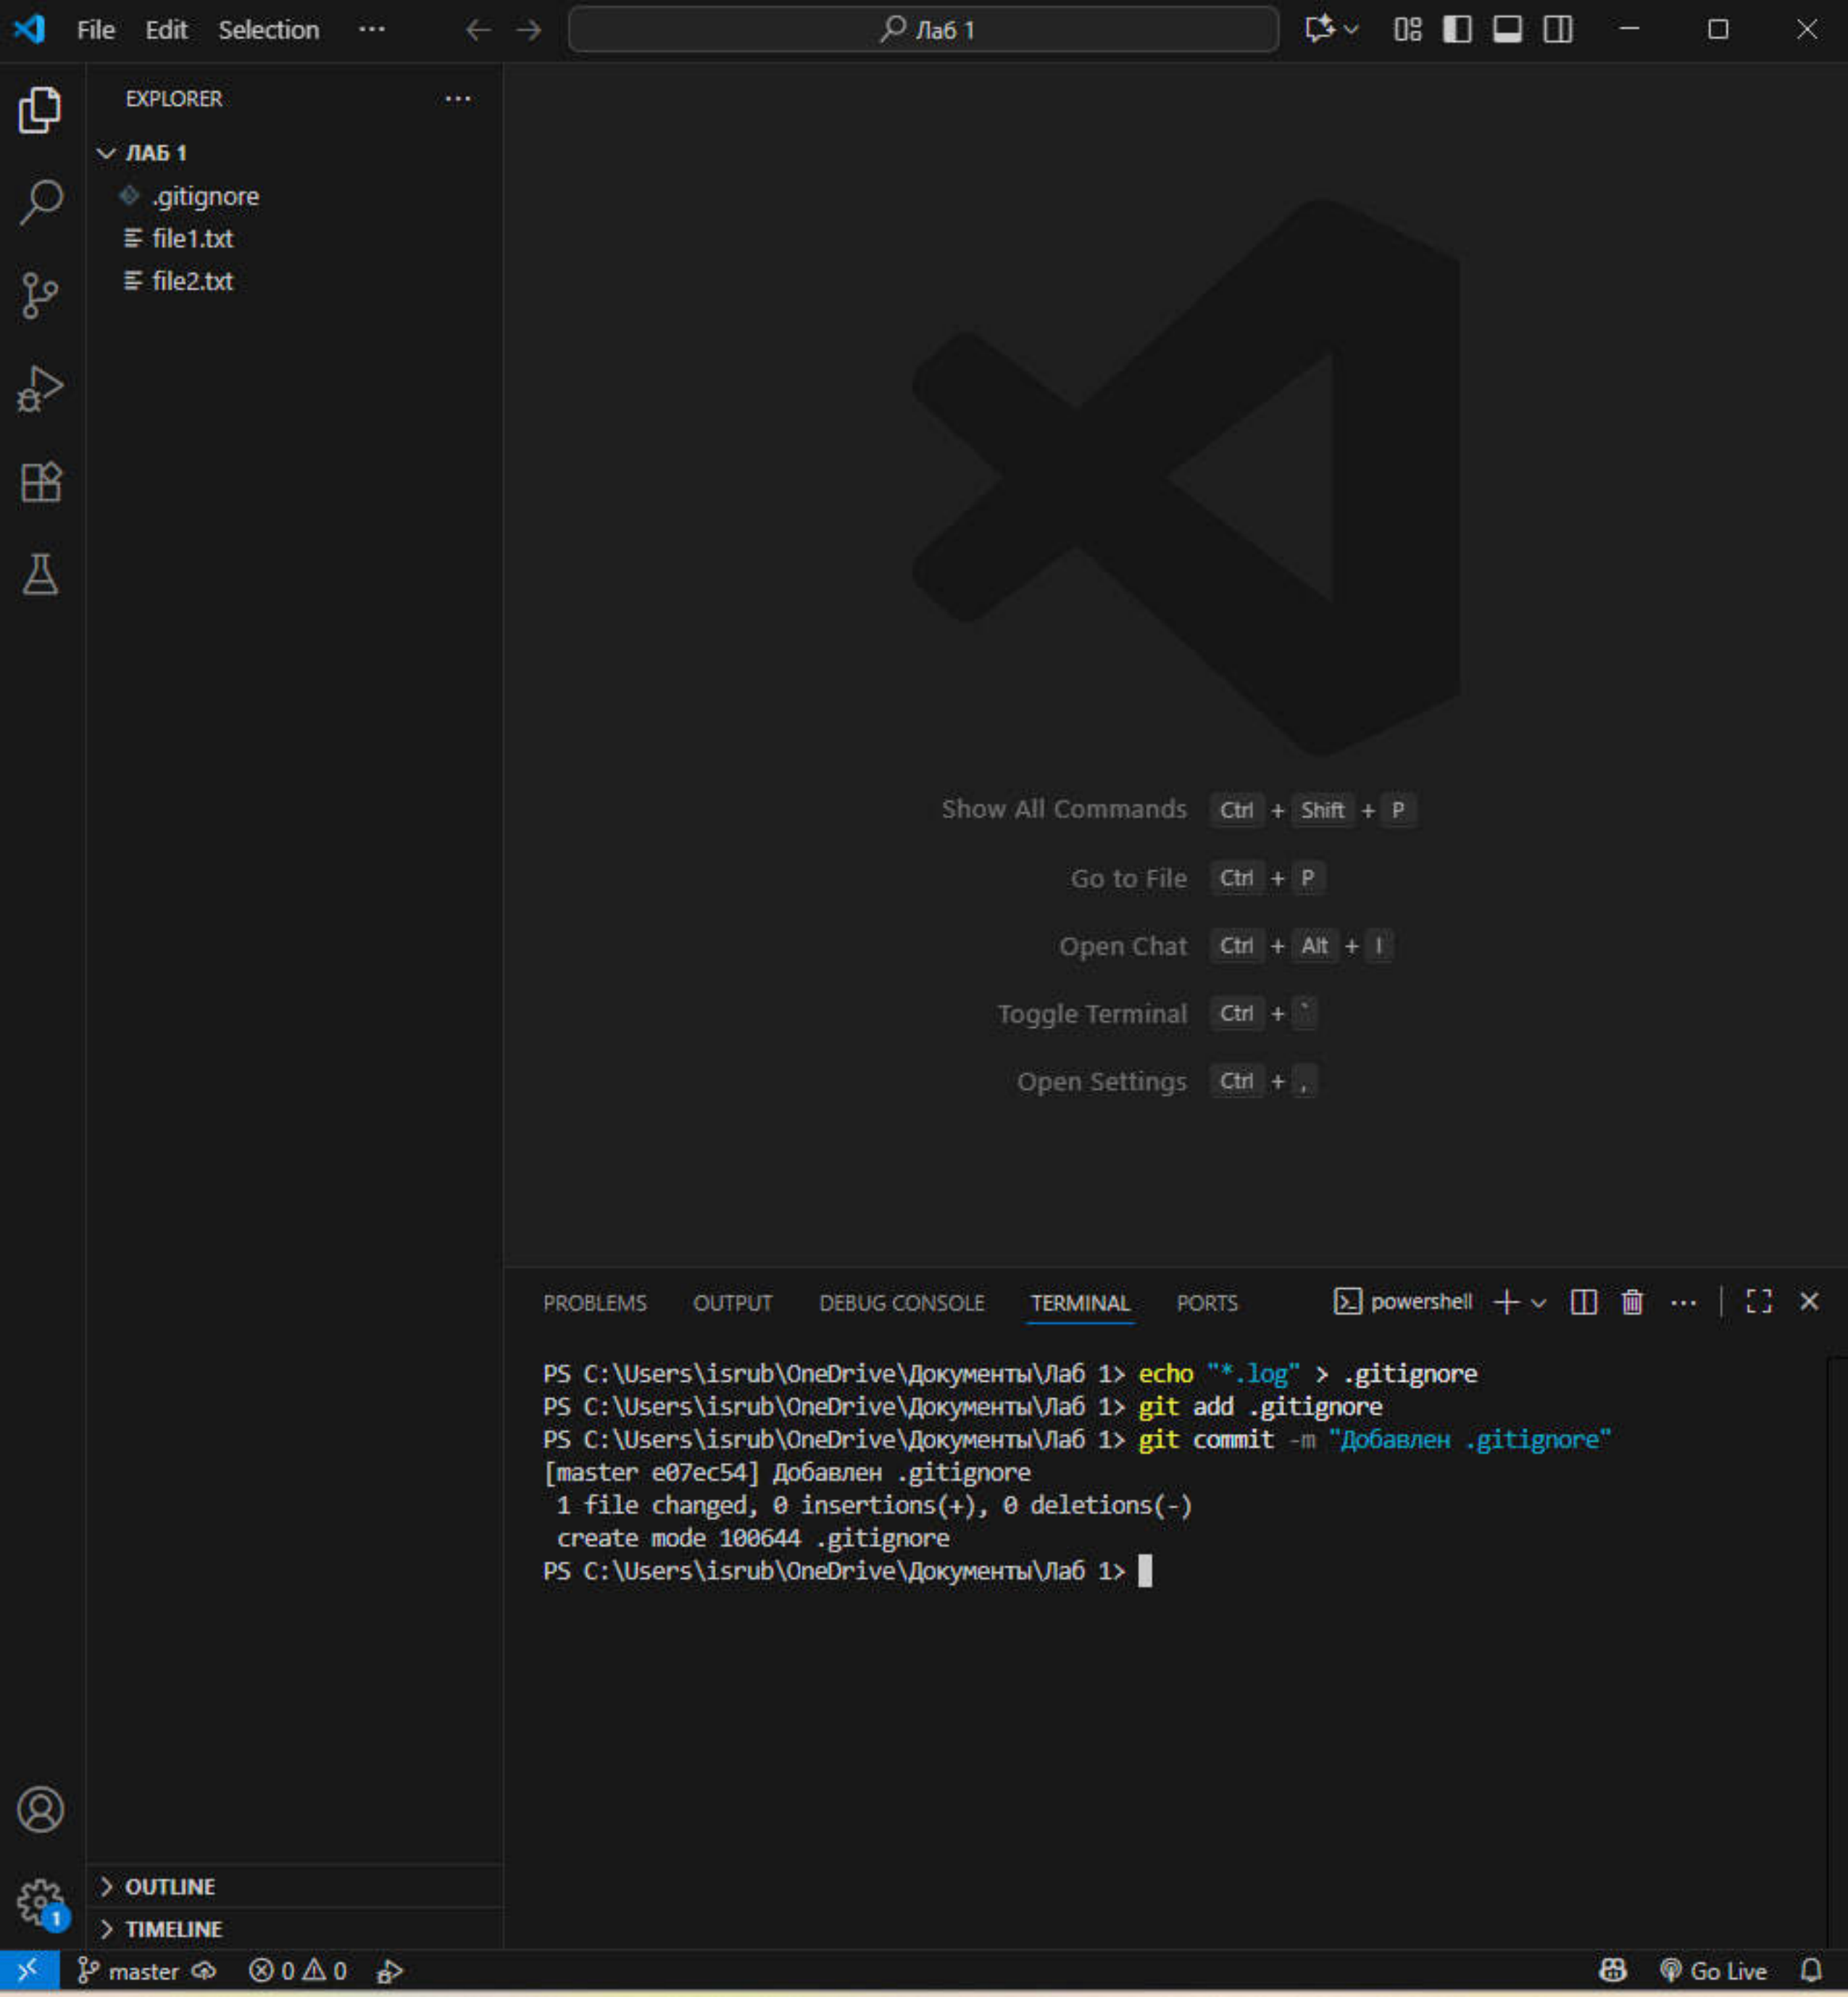 File Edit Selection ... Лаб 1
EXPLORER ...
ЛАБ 1
.gitignore
file1.txt
file2.txt
Show All Commands Ctrl + Shift + P
Go to File Ctrl + P
Open Chat Ctrl + Alt + I
Toggle Terminal Ctrl + `
Open Settings Ctrl + ,
PROBLEMS OUTPUT DEBUG CONSOLE TERMINAL PORTS powershell ...
PS C:\Users\isrub\OneDrive\Документы\Лаб 1> echo "*.log" > .gitignore
PS C:\Users\isrub\OneDrive\Документы\Лаб 1> git add .gitignore
PS C:\Users\isrub\OneDrive\Документы\Лаб 1> git commit -m "Добавлен .gitignore"
[master e07ec54] Добавлен .gitignore
1 file changed, 0 insertions(+), 0 deletions(-)
create mode 100644 .gitignore
PS C:\Users\isrub\OneDrive\Документы\Лаб 1>
OUTLINE
1
TIMELINE
master 0 0 Go Live